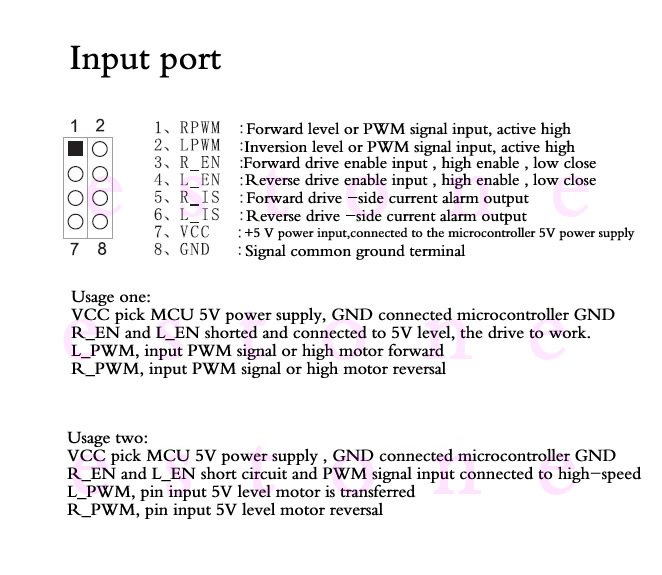 Input port
1 2
1、RPWM :Forward level or PWM signal input, active high
2、LPWM :Inversion level or PWM signal input, active high
3、R_EN :Forward drive enable input , high enable , low close
4、L_EN :Reverse drive enable input , high enable , low close
5、R_IS :Forward drive -side current alarm output
6、L_IS :Reverse drive -side current alarm output
7、VCC :+5 V power input,connected to the microcontroller 5V power supply
7 8
8、GND :Signal common ground terminal
Usage one:
VCC pick MCU 5V power supply, GND connected microcontroller GND
R_EN and L_EN shorted and connected to 5V level, the drive to work.
L_PWM, input PWM signal or high motor forward
R_PWM, input PWM signal or high motor reversal
Usage two:
VCC pick MCU 5V power supply , GND connected microcontroller GND
R_EN and L_EN short circuit and PWM signal input connected to high-speed
L_PWM, pin input 5V level motor is transferred
R_PWM, pin input 5V level motor reversal
e s t o n e
e s t o n e
e s t o n e